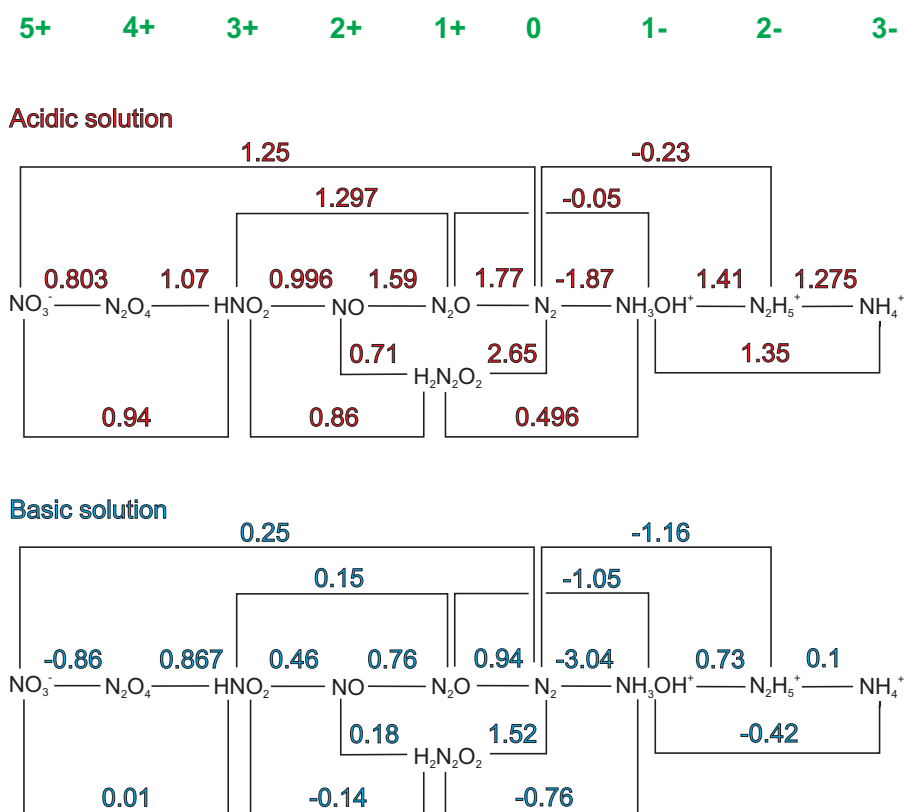 5+ 4+ 3+ 2+ 1+ 0 1- 2- 3-
Acidic solution
1.25 -0.23
1.297 -0.05
0.803 1.07 0.996 1.59 1.77 -1.87 1.41 1.275
NO₃⁻ N₂O₄ HNO₂ NO N₂O N₂ NH₃OH⁺ N₂H₅⁺ NH₄⁺
0.71 2.65 1.35
H₂N₂O₂
0.94 0.86 0.496
Basic solution
0.25 -1.16
0.15 -1.05
-0.86 0.867 0.46 0.76 0.94 -3.04 0.73 0.1
NO₃⁻ N₂O₄ HNO₂ NO N₂O N₂ NH₃OH⁺ N₂H₅⁺ NH₄⁺
0.18 1.52 -0.42
H₂N₂O₂
0.01 -0.14 -0.76